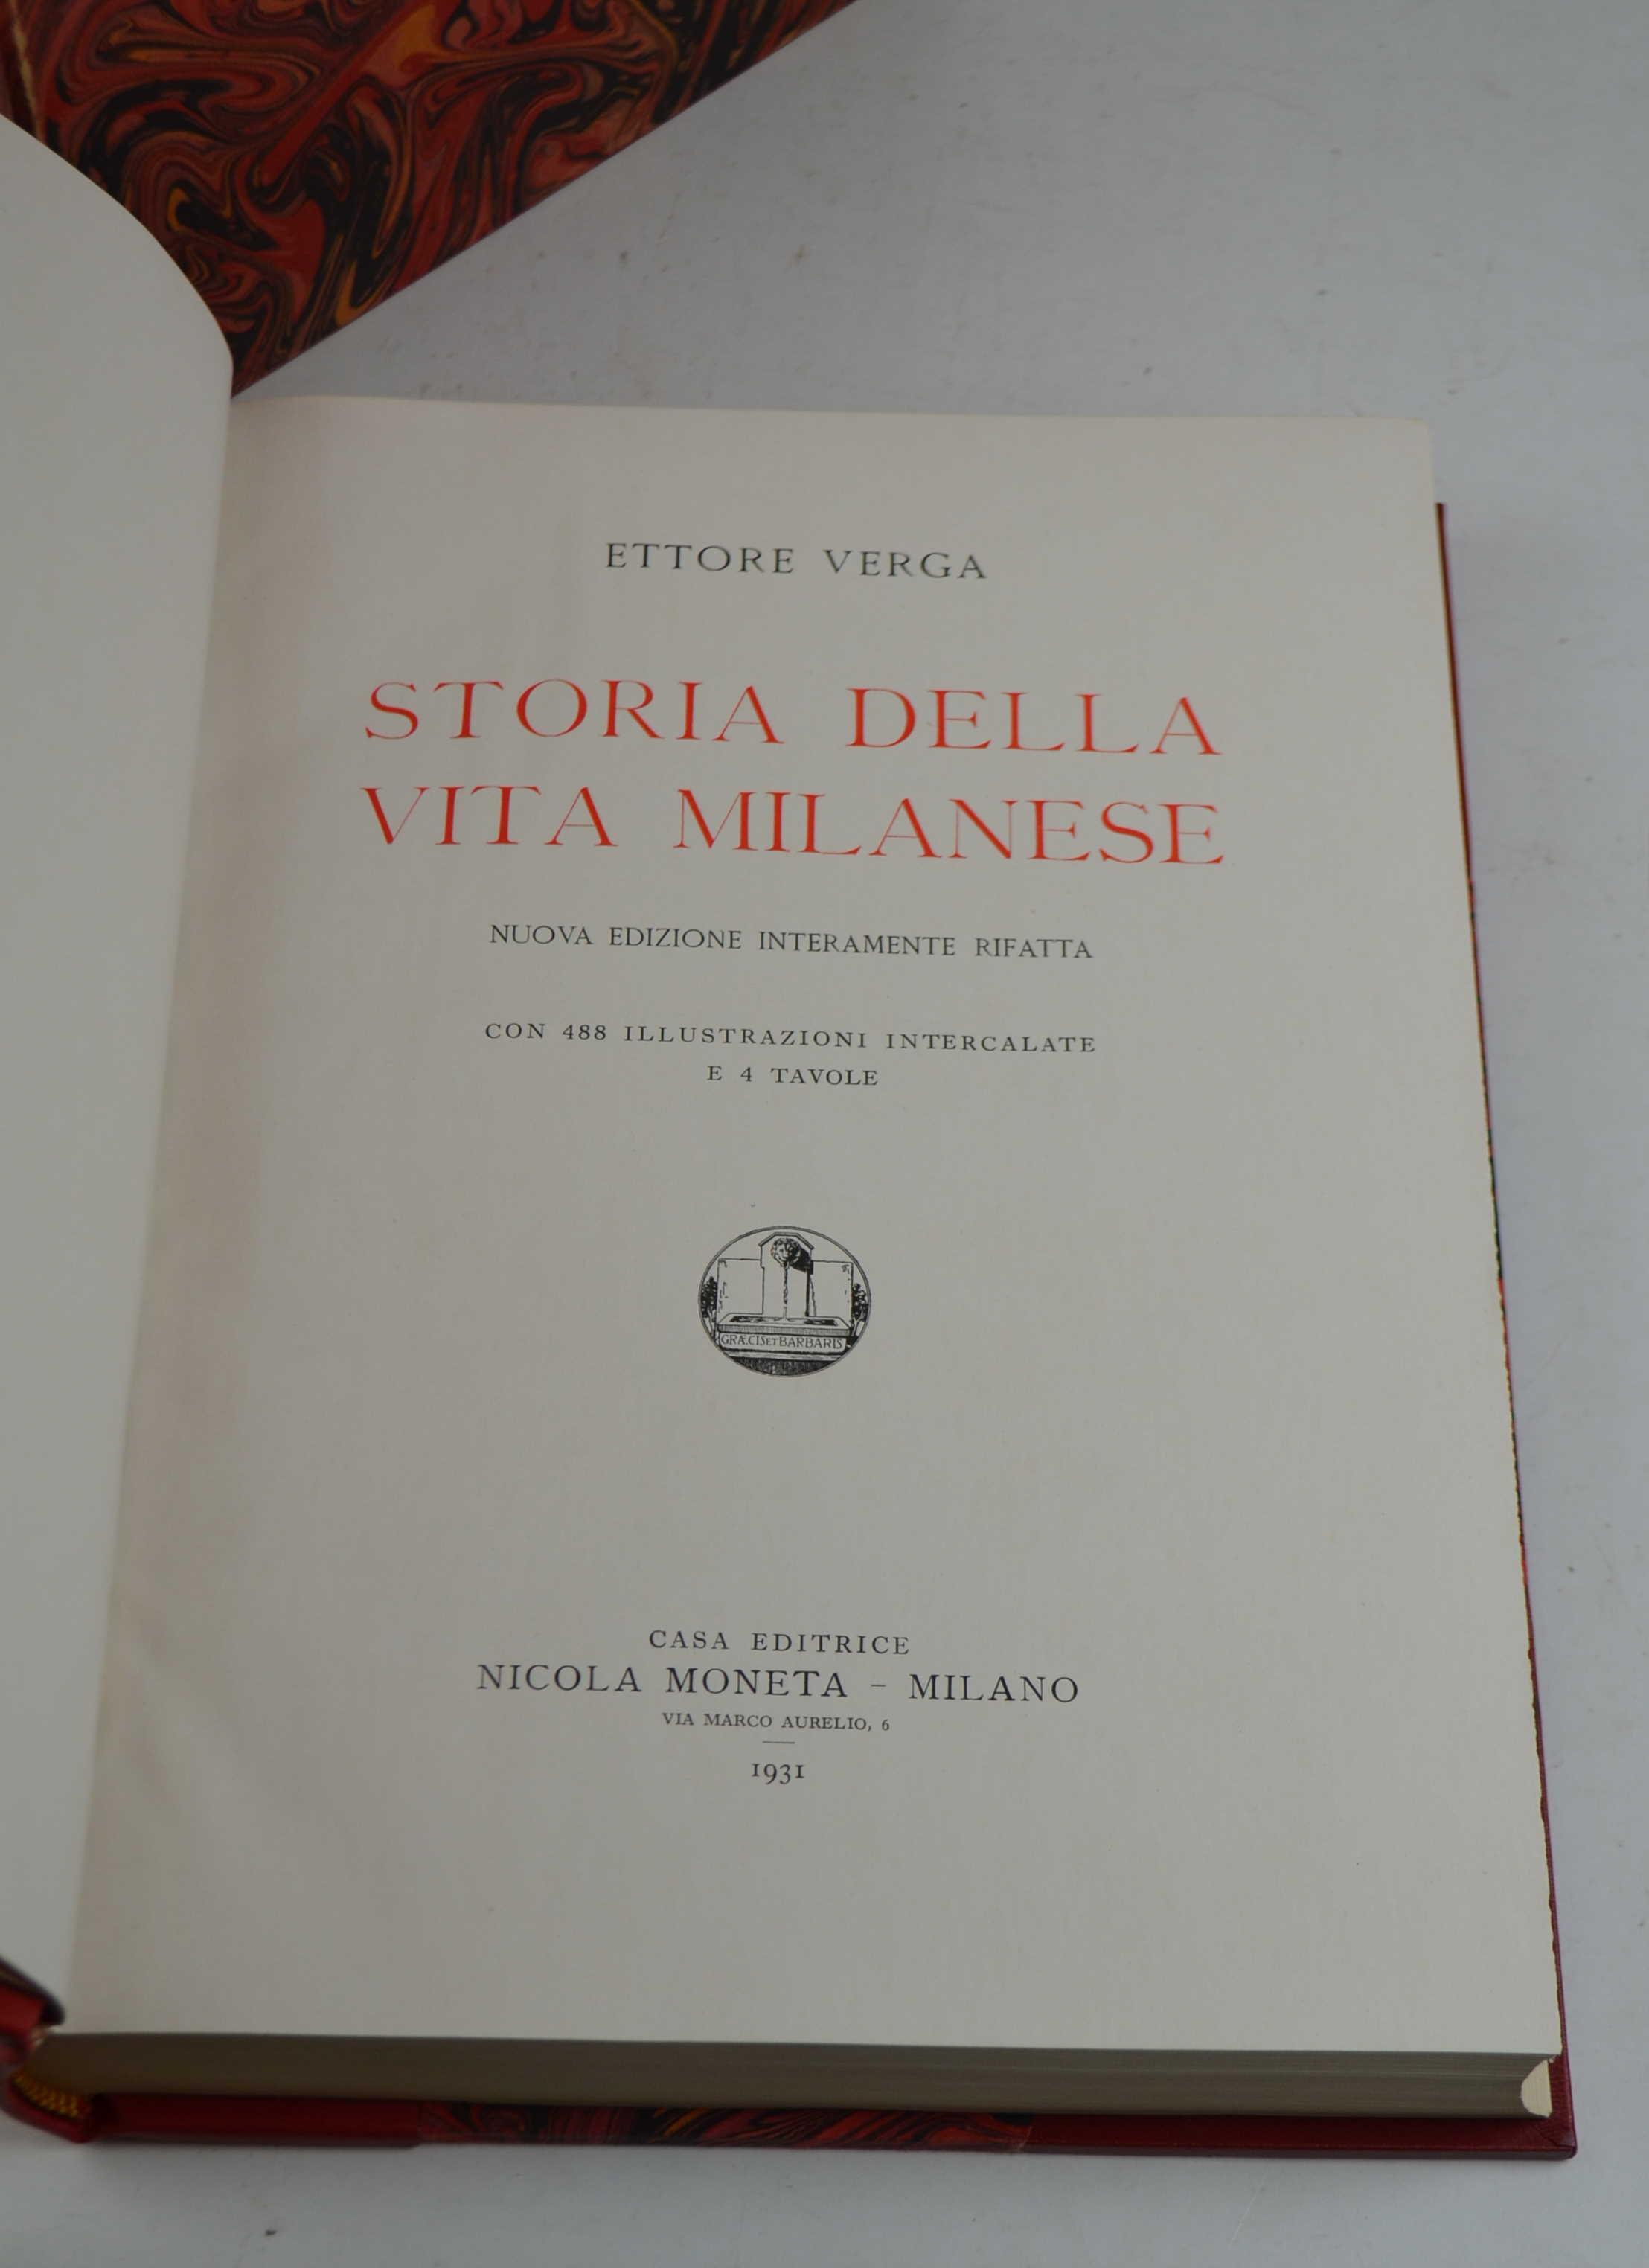 ETTORE VERGA
STORIA DELLA
VITA MILANESE
NUOVA EDIZIONE INTERAMENTE RIFATTA
CON 488 ILLUSTRAZIONI INTERCALATE
E 4 TAVOLE
GRÆCIS ET BARBARIS
CASA EDITRICE
NICOLA MONETA - MILANO
VIA MARCO AURELIO, 6
1931